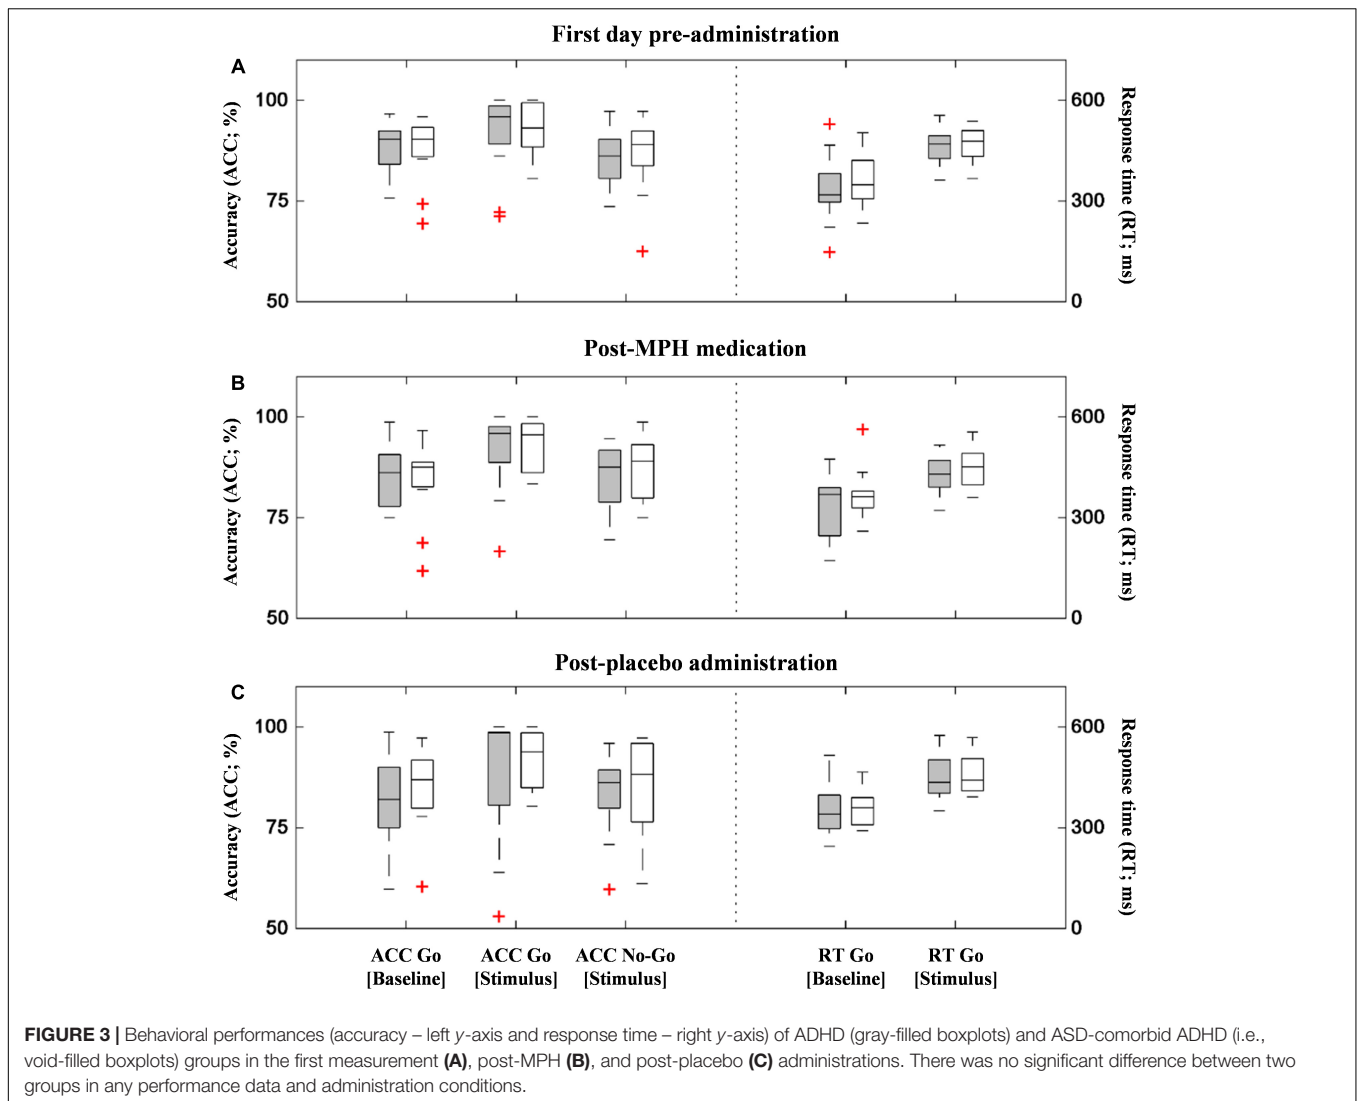 First day pre-administration
A
Accuracy (ACC; %)
100
75
50
600
300
0
Response time (RT; ms)
Post-MPH medication
B
Accuracy (ACC; %)
100
75
50
600
300
0
Response time (RT; ms)
Post-placebo administration
C
Accuracy (ACC; %)
100
75
50
600
300
0
Response time (RT; ms)
ACC Go ACC Go ACC No-Go RT Go RT Go
[Baseline] [Stimulus] [Stimulus] [Baseline] [Stimulus]
FIGURE 3 | Behavioral performances (accuracy – left y-axis and response time – right y-axis) of ADHD (gray-filled boxplots) and ASD-comorbid ADHD (i.e.,
void-filled boxplots) groups in the first measurement (A), post-MPH (B), and post-placebo (C) administrations. There was no significant difference between two
groups in any performance data and administration conditions.